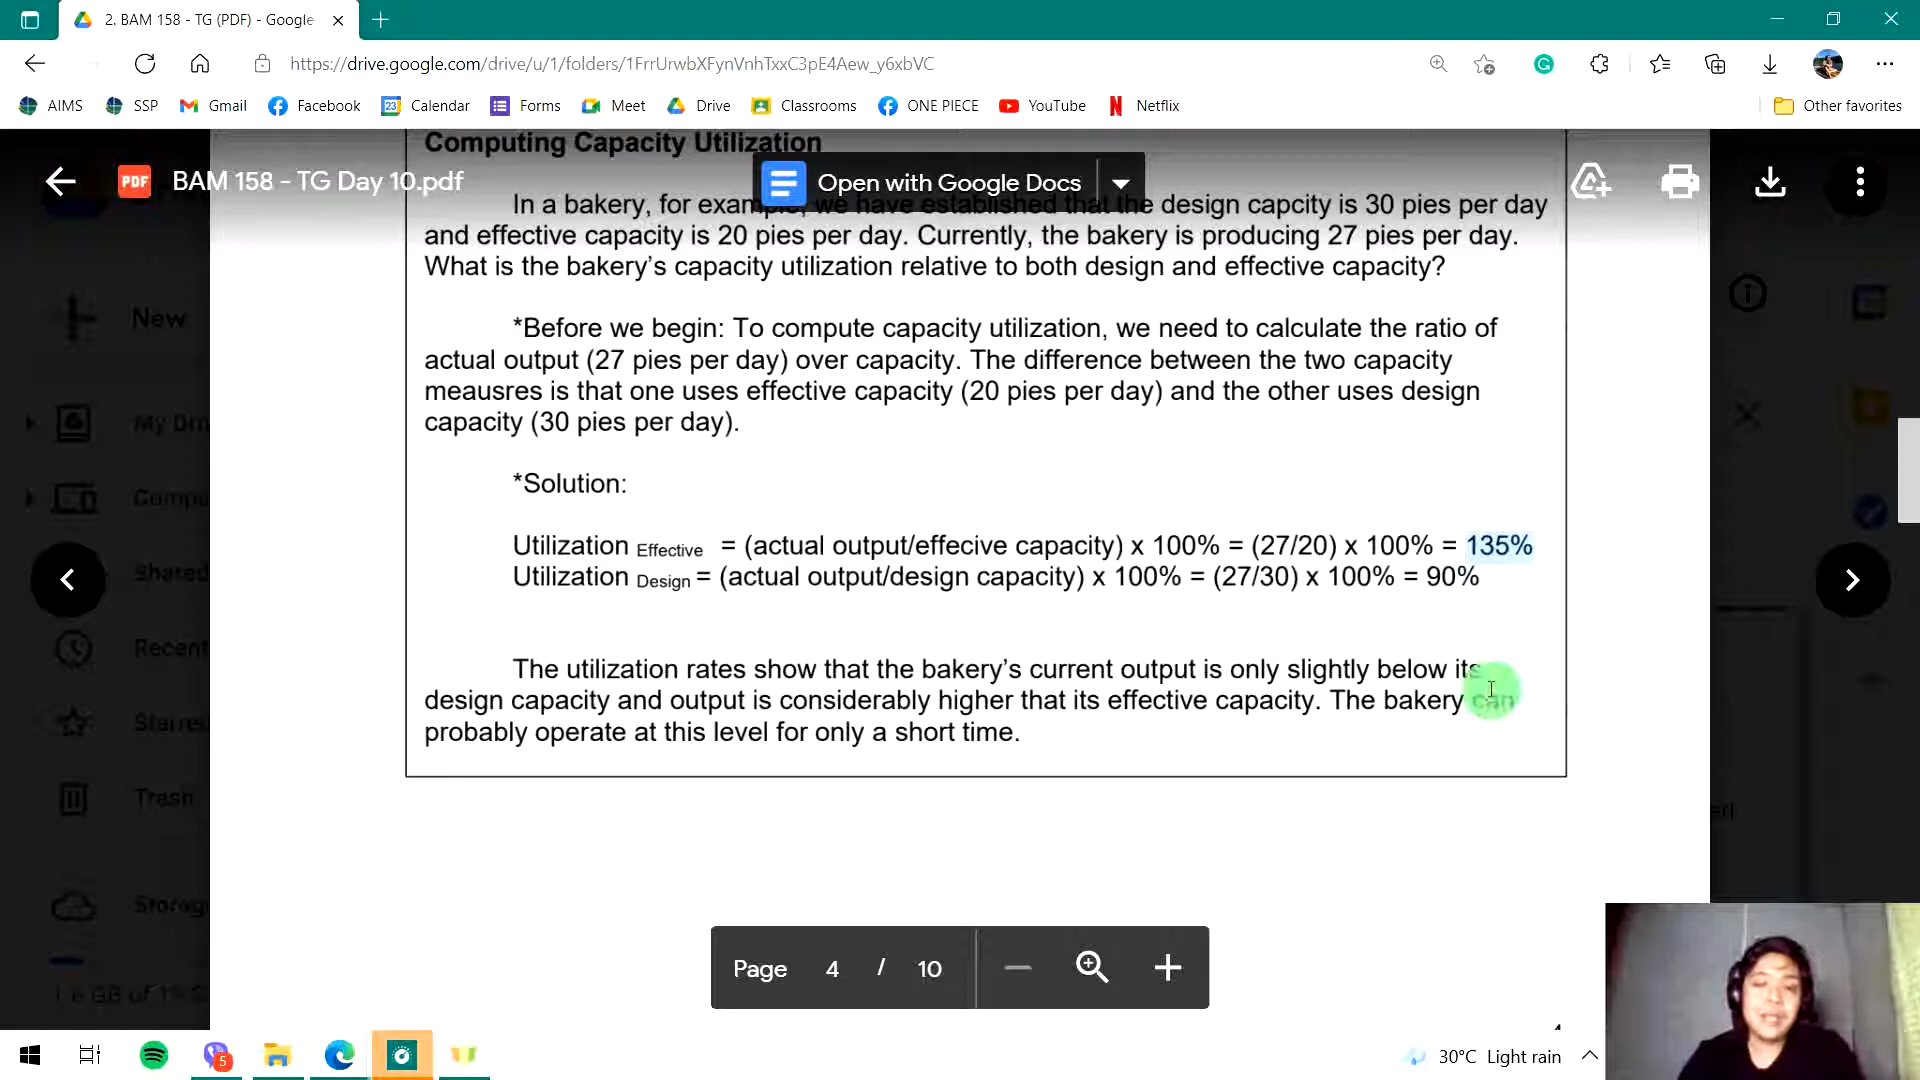 2. BAM 158 - TG (PDF) - Google
https://drive.google.com/drive/u/1/folders/1FrrUrwbXFynVnhTxxC3pE4Aew_y6xbVC
AIMS SSP Gmail Facebook 23 Calendar Forms Meet Drive Classrooms ONE PIECE YouTube Netflix Other favorites
Computing Capacity Utilization
PDF BAM 158 - TG Day 10.pdf Open with Google Docs
In a bakery, for example, we have established that the design capcity is 30 pies per day
and effective capacity is 20 pies per day. Currently, the bakery is producing 27 pies per day.
What is the bakery's capacity utilization relative to both design and effective capacity?
New
*Before we begin: To compute capacity utilization, we need to calculate the ratio of
actual output (27 pies per day) over capacity. The difference between the two capacity
meausres is that one uses effective capacity (20 pies per day) and the other uses design
capacity (30 pies per day).
My
*Solution:
Utilization Effective = (actual output/effecive capacity) x 100% = (27/20) x 100% = 135%
Utilization Design = (actual output/design capacity) x 100% = (27/30) x 100% = 90%
Shared
Recent
The utilization rates show that the bakery's current output is only slightly below its
design capacity and output is considerably higher that its effective capacity. The bakery can
probably operate at this level for only a short time.
Starred
Trash
Storag
Page 4 / 10
5
30°C Light rain